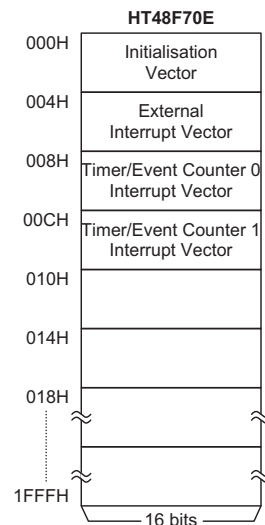 HT48F70E
000H
Initialisation
Vector
004H
External
Interrupt Vector
008H
Timer/Event Counter 0
Interrupt Vector
00CH
Timer/Event Counter 1
Interrupt Vector
010H
014H
018H
1FFFH
16 bits